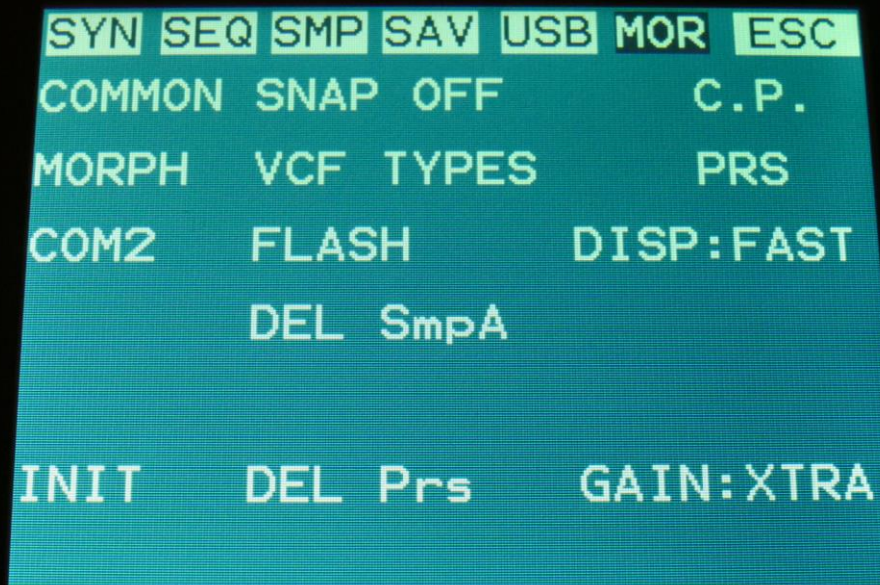 SYN SEQ SMP SAV USB MOR ESC
COMMON SNAP OFF C.P.
MORPH VCF TYPES PRS
COM2 FLASH DISP:FAST
DEL SmpA
INIT DEL Prs GAIN:XTRA